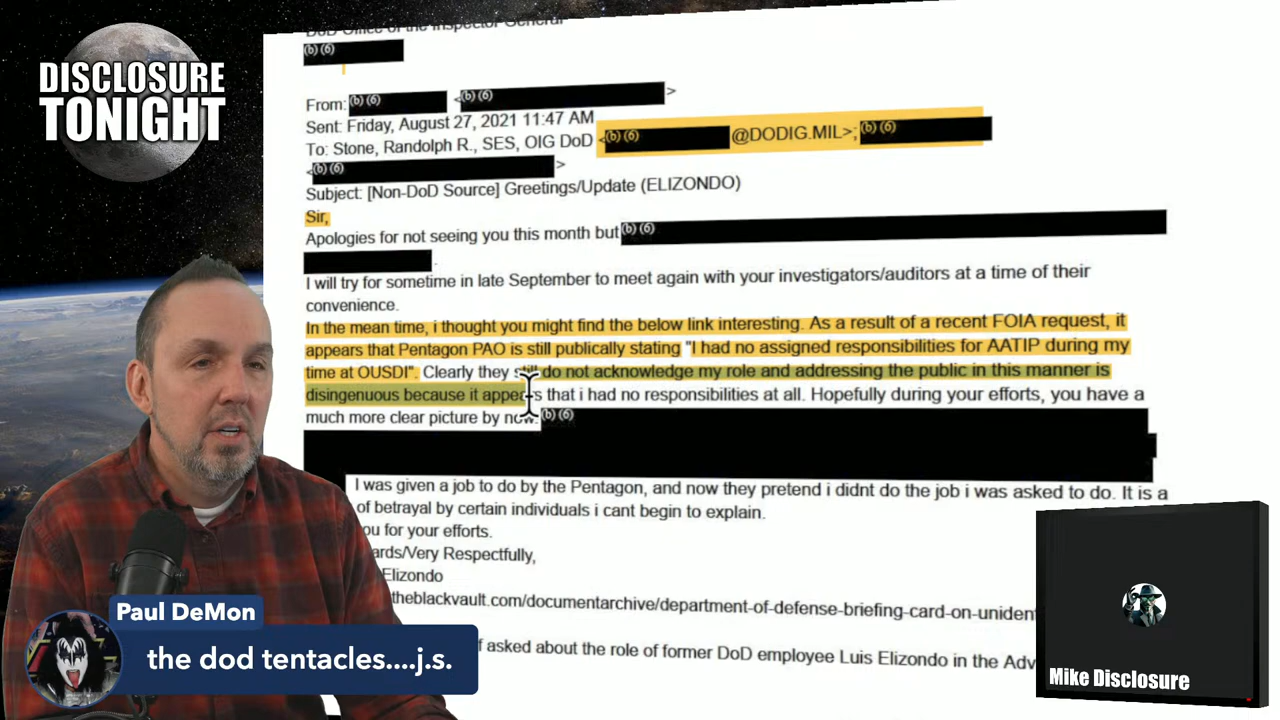 DISCLOSURE
TONIGHT
DoD Office of the Inspector General
(b) (6)
From: (b) (6) <(b) (6) >
Sent: Friday, August 27, 2021 11:47 AM
To: Stone, Randolph R., SES, OIG DoD <(b) (6) @DODIG.MIL>; (b) (6)
<(b) (6) >
Subject: [Non-DoD Source] Greetings/Update (ELIZONDO)
Sir,
Apologies for not seeing you this month but (b) (6)
.
I will try for sometime in late September to meet again with your investigators/auditors at a time of their
convenience.
In the mean time, i thought you might find the below link interesting. As a result of a recent FOIA request, it
appears that Pentagon PAO is still publically stating "I had no assigned responsibilities for AATIP during my
time at OUSDI". Clearly they still do not acknowledge my role and addressing the public in this manner is
disingenuous because it appears that i had no responsibilities at all. Hopefully during your efforts, you have a
much more clear picture by now. (b) (6)
I was given a job to do by the Pentagon, and now they pretend i didnt do the job i was asked to do. It is a
of betrayal by certain individuals i cant begin to explain.
ou for your efforts.
ards/Very Respectfully,
Elizondo
theblackvault.com/documentarchive/department-of-defense-briefing-card-on-unident
f asked about the role of former DoD employee Luis Elizondo in the Adv
Paul DeMon
the dod tentacles....j.s.
Mike Disclosure